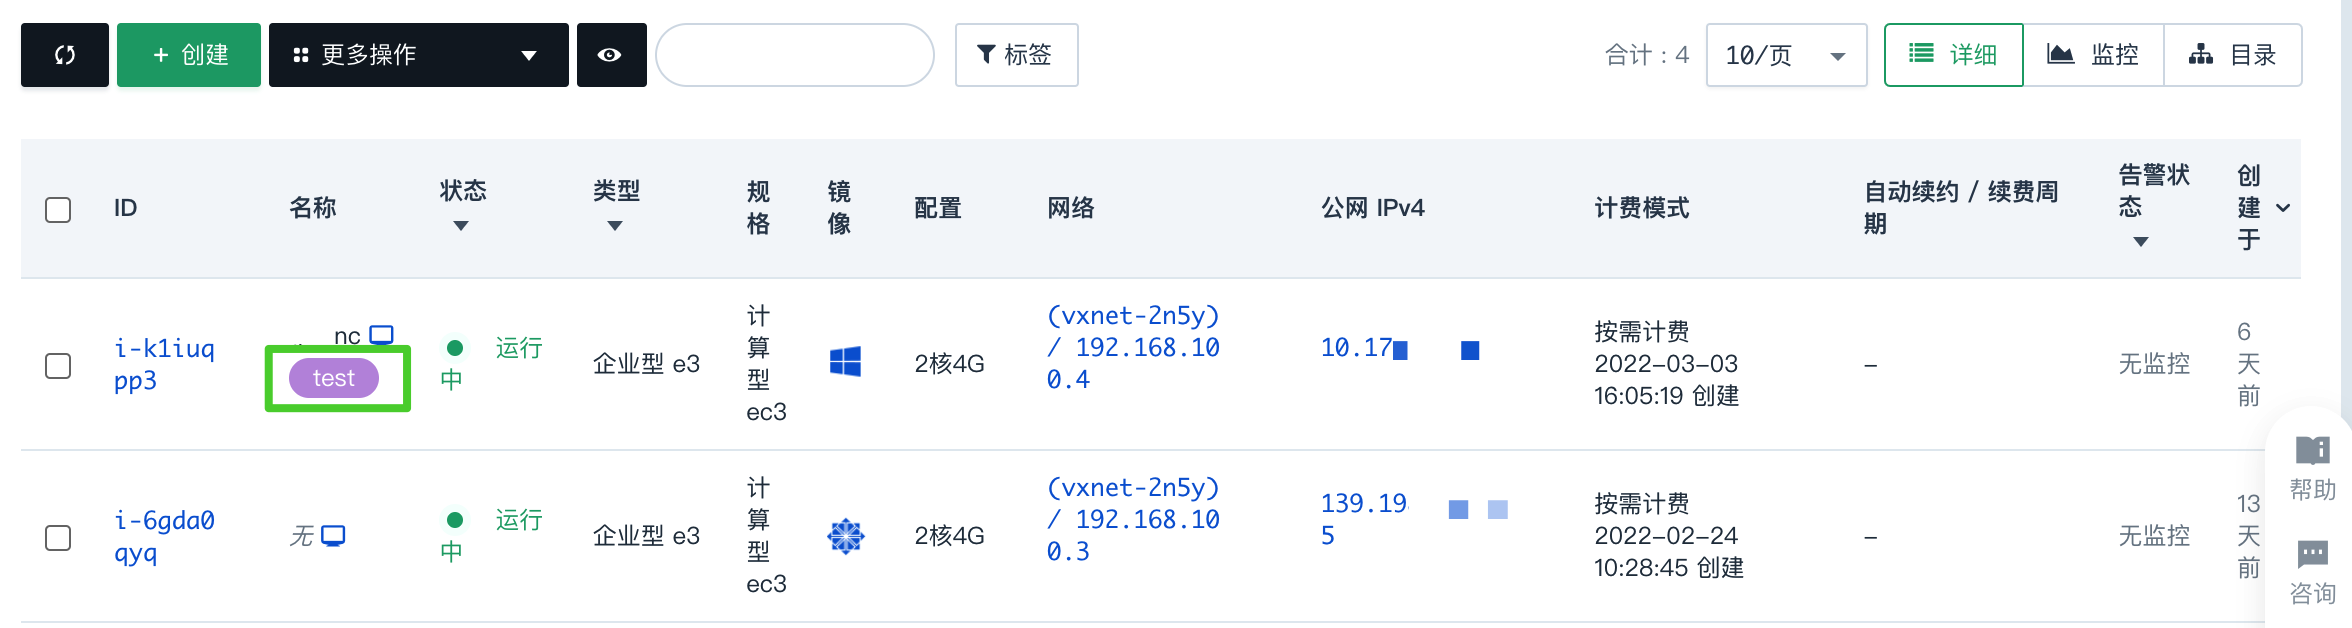 创建
更多操作
标签
合计：4
10/页
详细
监控
目录
ID
名称
状态
类型
规
格
镜
像
配置
网络
公网 IPv4
计费模式
自动续约 / 续费周
期
告警状
态
创
建
于
i-k1iuq
pp3
nc
test
运行
中
企业型 e3
计
算
型
ec3
2核4G
(vxnet-2n5y)
/ 192.168.10
0.4
10.17
按需计费
2022-03-03
16:05:19 创建
–
无监控
6
天
前
i-6gda0
qyq
无
运行
中
企业型 e3
计
算
型
ec3
2核4G
(vxnet-2n5y)
/ 192.168.10
0.3
139.19
5
按需计费
2022-02-24
10:28:45 创建
–
无监控
13
天
前
帮助
咨询